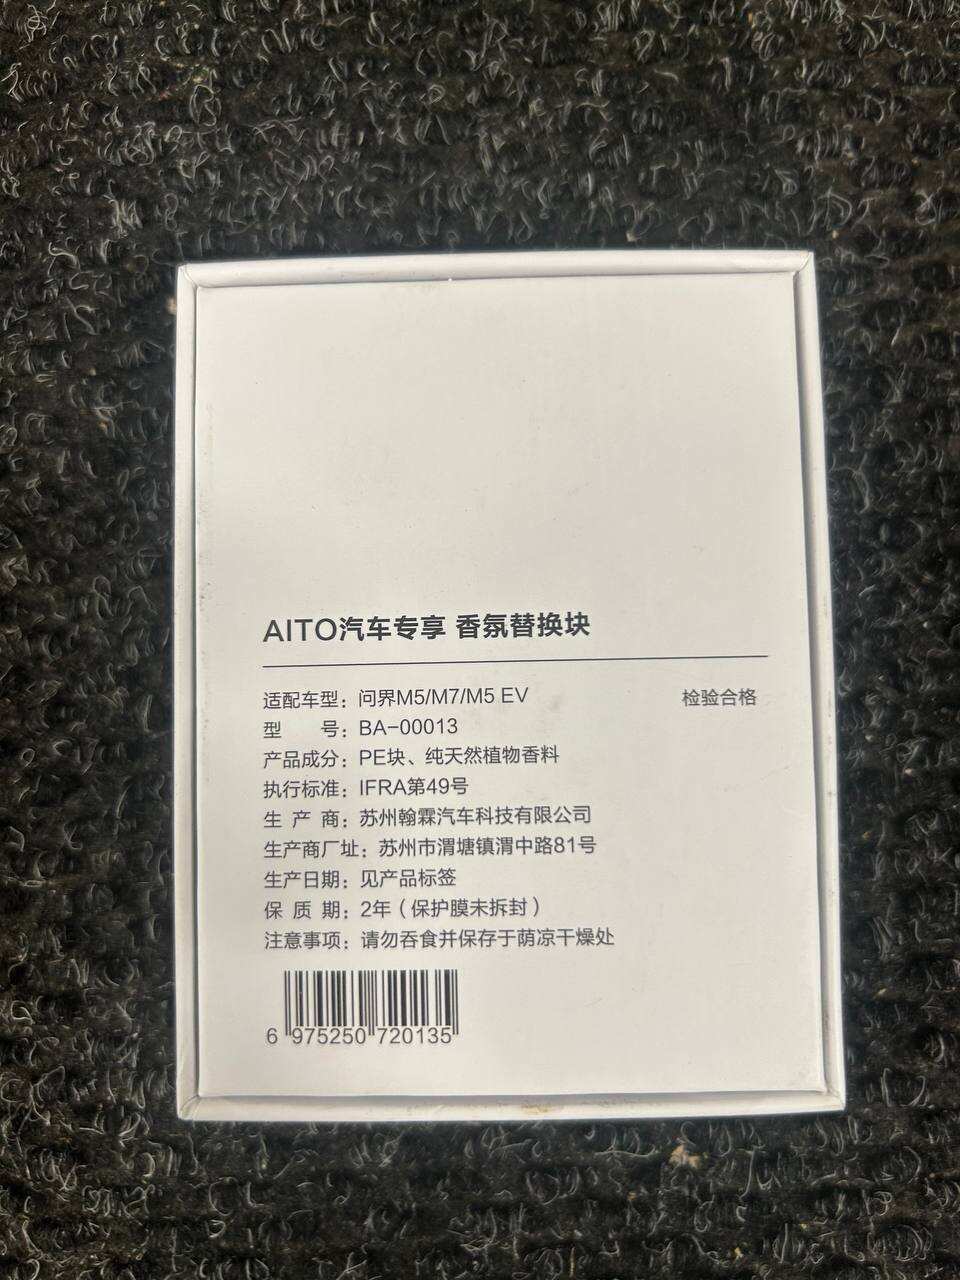 AITO汽车专享 香氛替换块
适配车型：问界M5/M7/M5 EV 检验合格
型 号：BA-00013
产品成分：PE块、纯天然植物香料
执行标准：IFRA第49号
生 产 商：苏州翰霖汽车科技有限公司
生产商厂址：苏州市渭塘镇渭中路81号
生产日期：见产品标签
保 质 期：2年（保护膜未拆封）
注意事项：请勿吞食并保存于荫凉干燥处
6 975250 720135